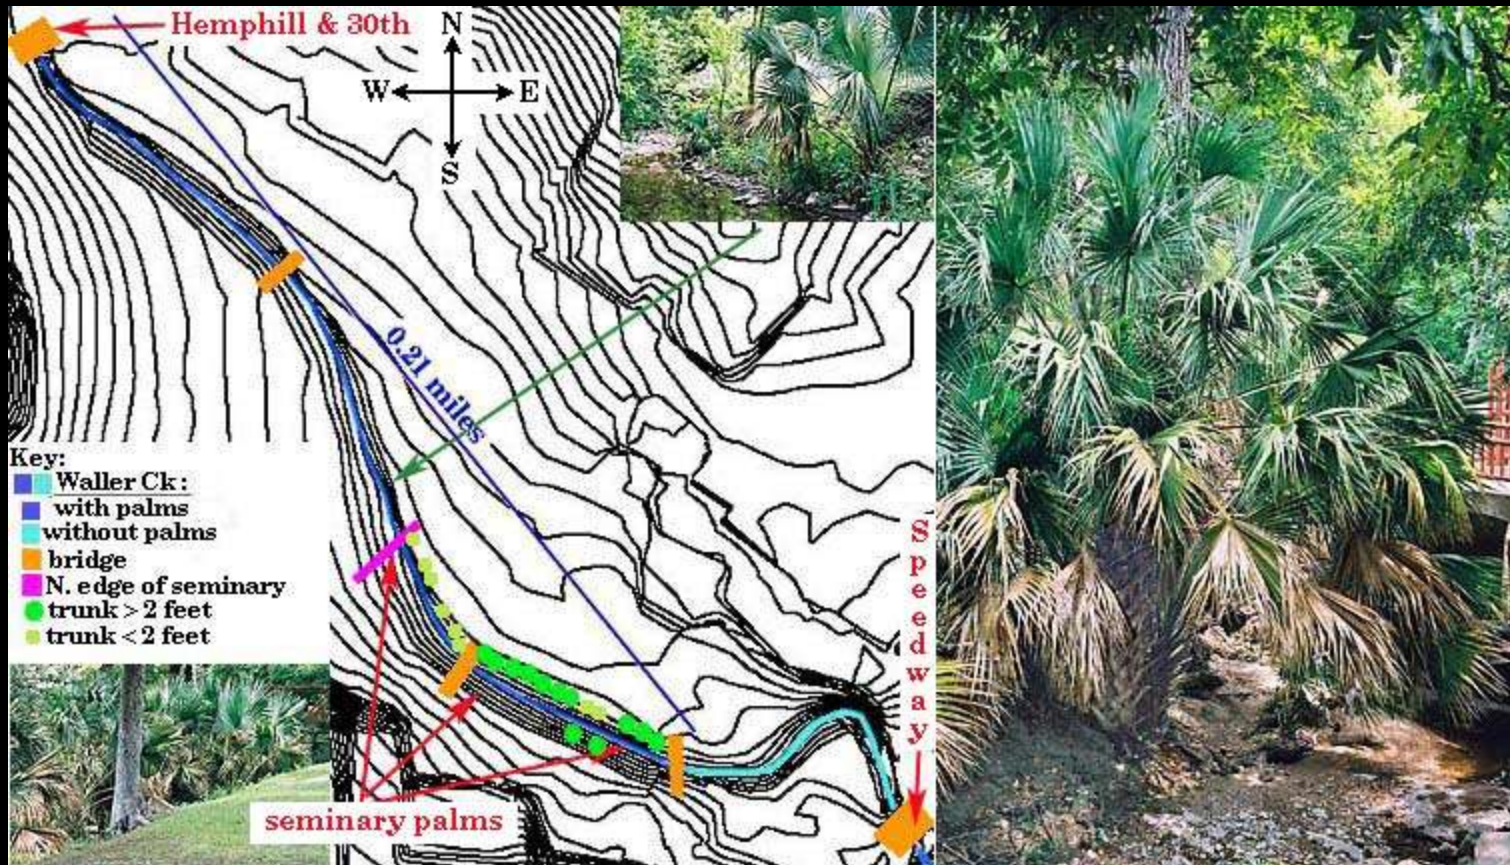 Hemphill & 30th
N
W
E
S
0.21 miles
Key:
Waller Ck:
with palms
without palms
bridge
N. edge of seminary
trunk > 2 feet
trunk < 2 feet
seminary palms
Speedway